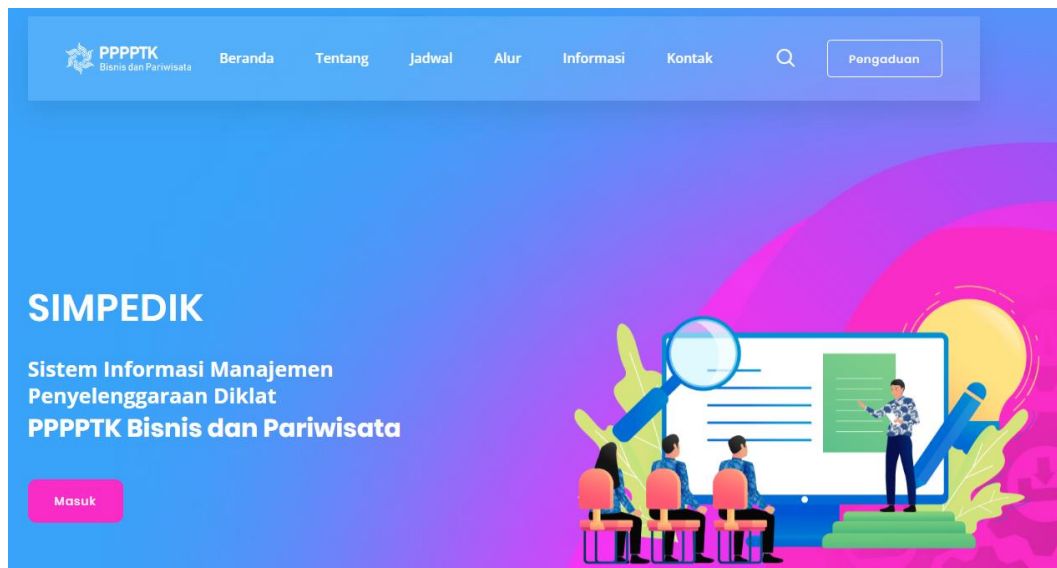 PPPPTK
Bisnis dan Pariwisata
Beranda
Tentang
Jadwal
Alur
Informasi
Kontak
Pengaduan
SIMPEDIK
Sistem Informasi Manajemen
Penyelenggaraan Diklat
PPPPTK Bisnis dan Pariwisata
Masuk